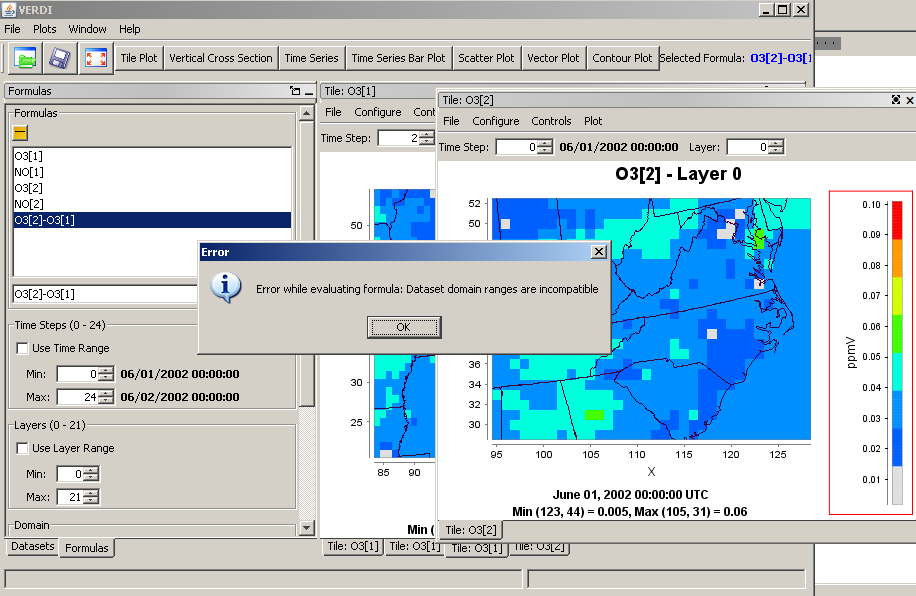 VERDI
File Plots Window Help
Tile Plot Vertical Cross Section Time Series Time Series Bar Plot Scatter Plot Vector Plot Contour Plot Selected Formula: O3[2]-O3[1
Formulas
Formulas
O3[1]
NO[1]
O3[2]
NO[2]
O3[2]-O3[1]
O3[2]-O3[1]
Time Steps (0 - 24)
Use Time Range
Min: 0 06/01/2002 00:00:00
Max: 24 06/02/2002 00:00:00
Layers (0 - 21)
Use Layer Range
Min: 0
Max: 21
Domain
Datasets Formulas
Tile: O3[1]
File Configure Cont
Time Step: 2
50
30
25
85 90
Min (
Tile: O3[1] Tile: O3[1] Tile: O3[1] Tile: O3[2]
Tile: O3[2]
File Configure Controls Plot
Time Step: 0 06/01/2002 00:00:00 Layer: 0
O3[2] - Layer 0
52
50
36
34
32
30
95 100 105 110 115 120 125
X
0.10
0.09
0.08
0.07
0.06
0.05
0.04
0.03
0.02
0.01
ppmV
June 01, 2002 00:00:00 UTC
Min (123, 44) = 0.005, Max (105, 31) = 0.06
Tile: O3[2]
Error
Error while evaluating formula: Dataset domain ranges are incompatible
OK